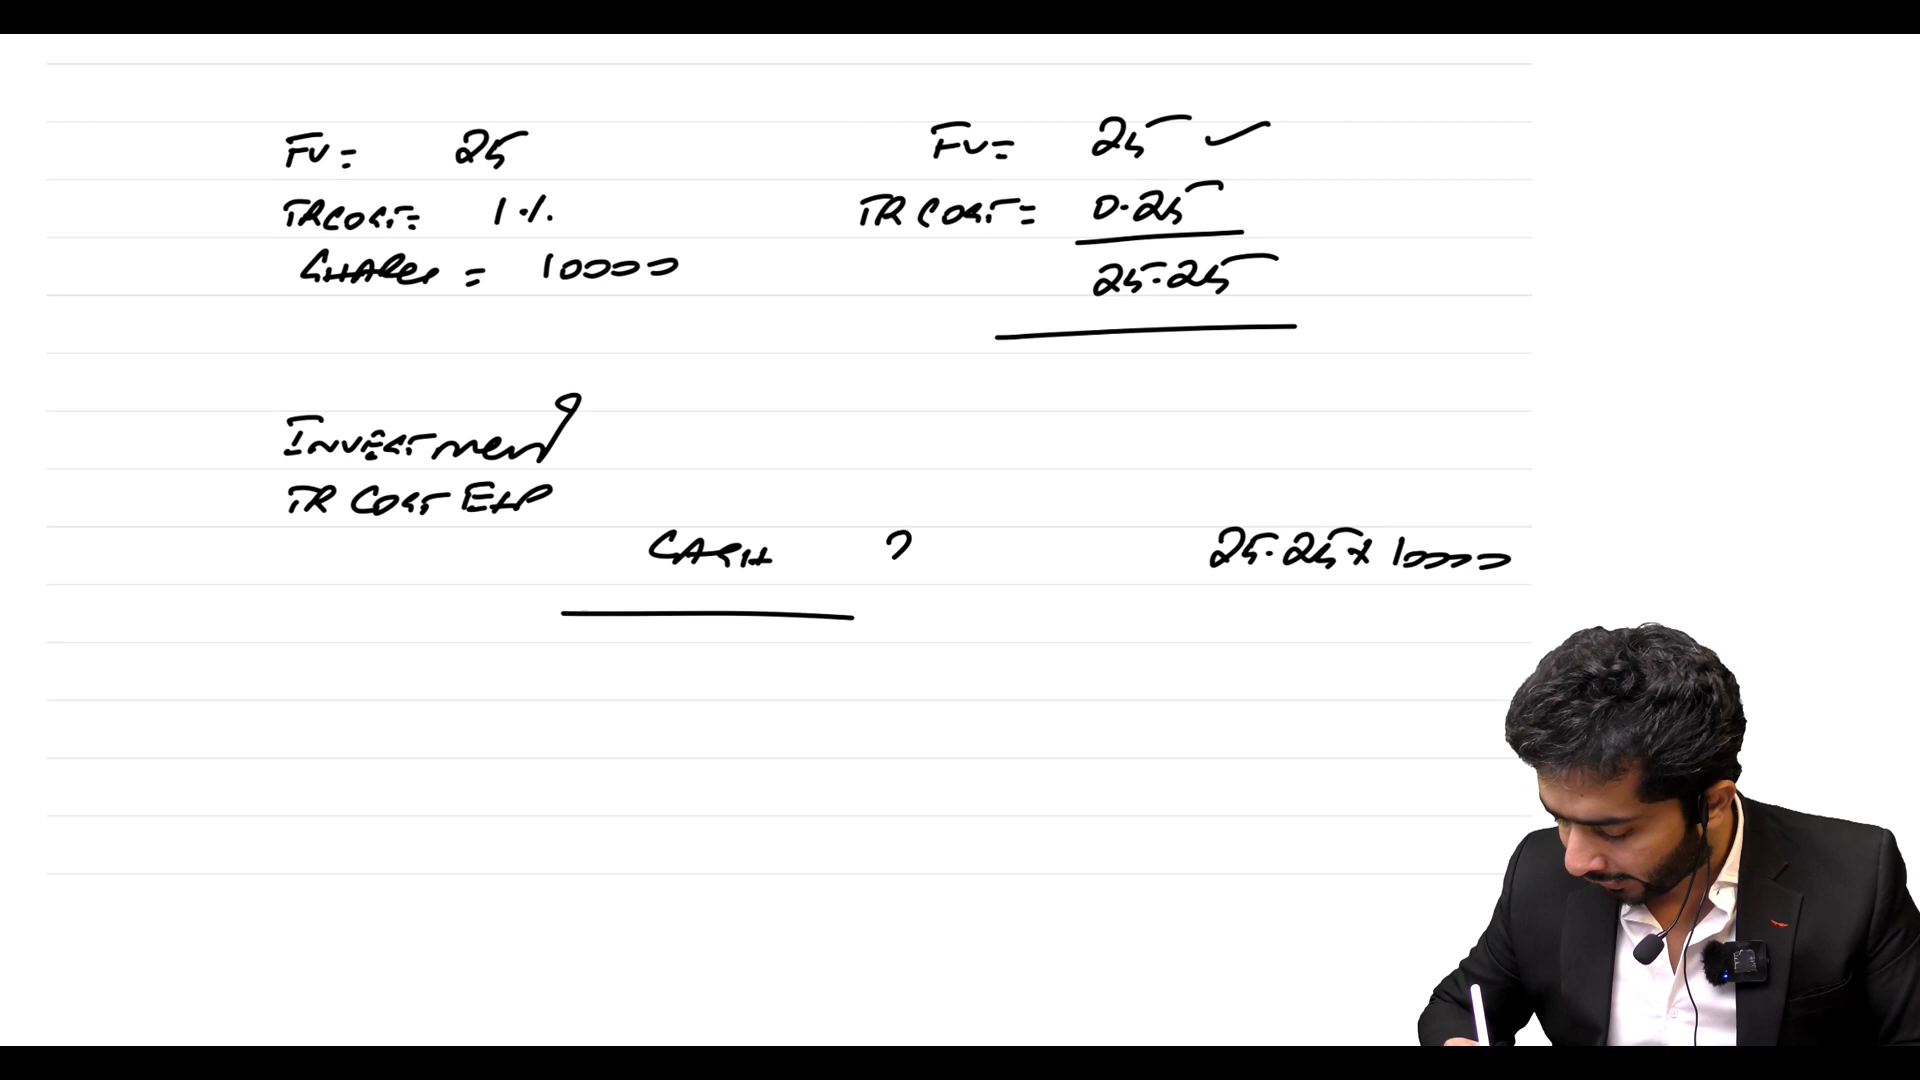 FV = 25
TR COST = 1 %
SHARES = 10000
FV = 25 ✓
TR COST = 0.25
25.25
INVESTMENT
TR COST EXP
CASH ? 25.25 x 10000